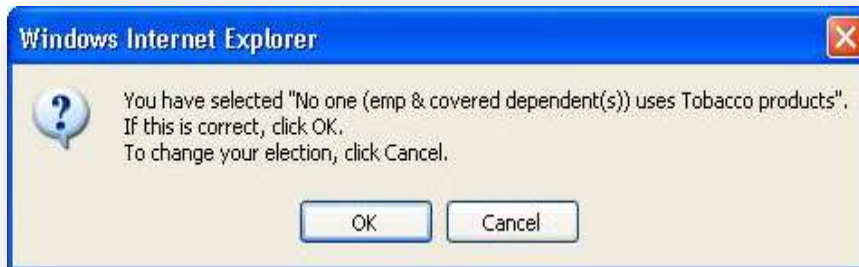 Windows Internet Explorer
You have selected "No one (emp & covered dependent(s)) uses Tobacco products".
If this is correct, click OK.
To change your election, click Cancel.
OK Cancel